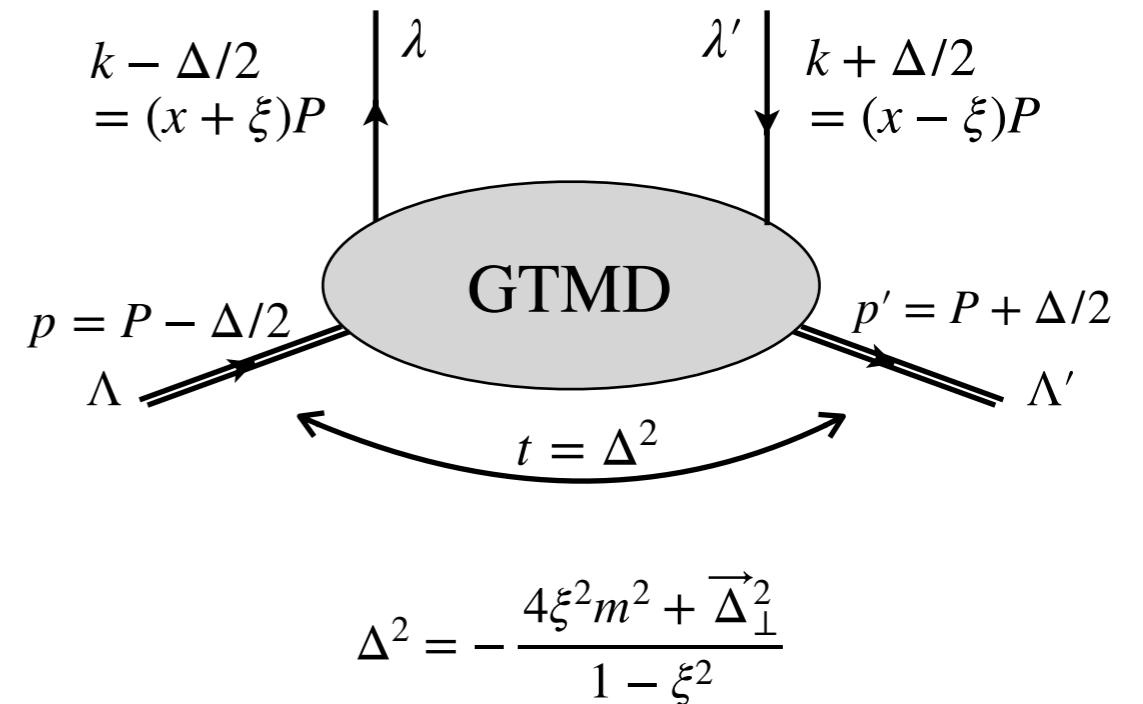 λ
λ′
k − Δ/2
= (x + ξ)P
k + Δ/2
= (x − ξ)P
GTMD
p = P − Δ/2
p′ = P + Δ/2
Λ
Λ′
t = Δ²
Δ² = − (4ξ²m² + Δ⃗⊥²) / (1 − ξ²)